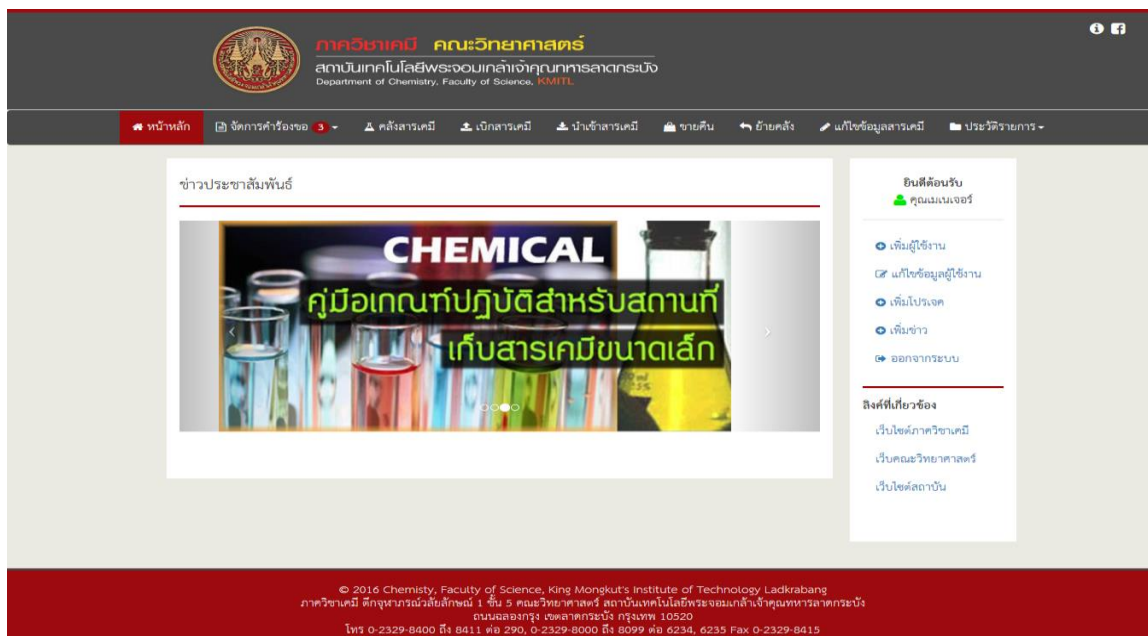 ภาควิชาเคมี คณะวิทยาศาสตร์
สถาบันเทคโนโลยีพระจอมเกล้าเจ้าคุณทหารลาดกระบัง
Department of Chemistry, Faculty of Science, KMITL
หน้าหลัก จัดการคำร้องขอ 3 คลังสารเคมี เบิกสารเคมี นำเข้าสารเคมี ขายคืน ย้ายคลัง แก้ไขข้อมูลสารเคมี ประวัติรายการ
ข่าวประชาสัมพันธ์
CHEMICAL
คู่มือเกณฑ์ปฏิบัติสำหรับสถานที่
เก็บสารเคมีขนาดเล็ก
ยินดีต้อนรับ
คุณเมเนเจอร์
เพิ่มผู้ใช้งาน
แก้ไขข้อมูลผู้ใช้งาน
เพิ่มโปรเจค
เพิ่มข่าว
ออกจากระบบ
ลิงค์ที่เกี่ยวข้อง
เว็บไซต์ภาควิชาเคมี
เว็บคณะวิทยาศาสตร์
เว็บไซต์สถาบัน
© 2016 Chemisty, Faculty of Science, King Mongkut's Institute of Technology Ladkrabang
ภาควิชาเคมี ตึกจุฬาภรณ์วลัยลักษณ์ 1 ชั้น 5 คณะวิทยาศาสตร์ สถาบันเทคโนโลยีพระจอมเกล้าเจ้าคุณทหารลาดกระบัง
ถนนฉลองกรุง เขตลาดกระบัง กรุงเทพ 10520
โทร 0-2329-8400 ถึง 8411 ต่อ 290, 0-2329-8000 ถึง 8099 ต่อ 6234, 6235 Fax 0-2329-8415